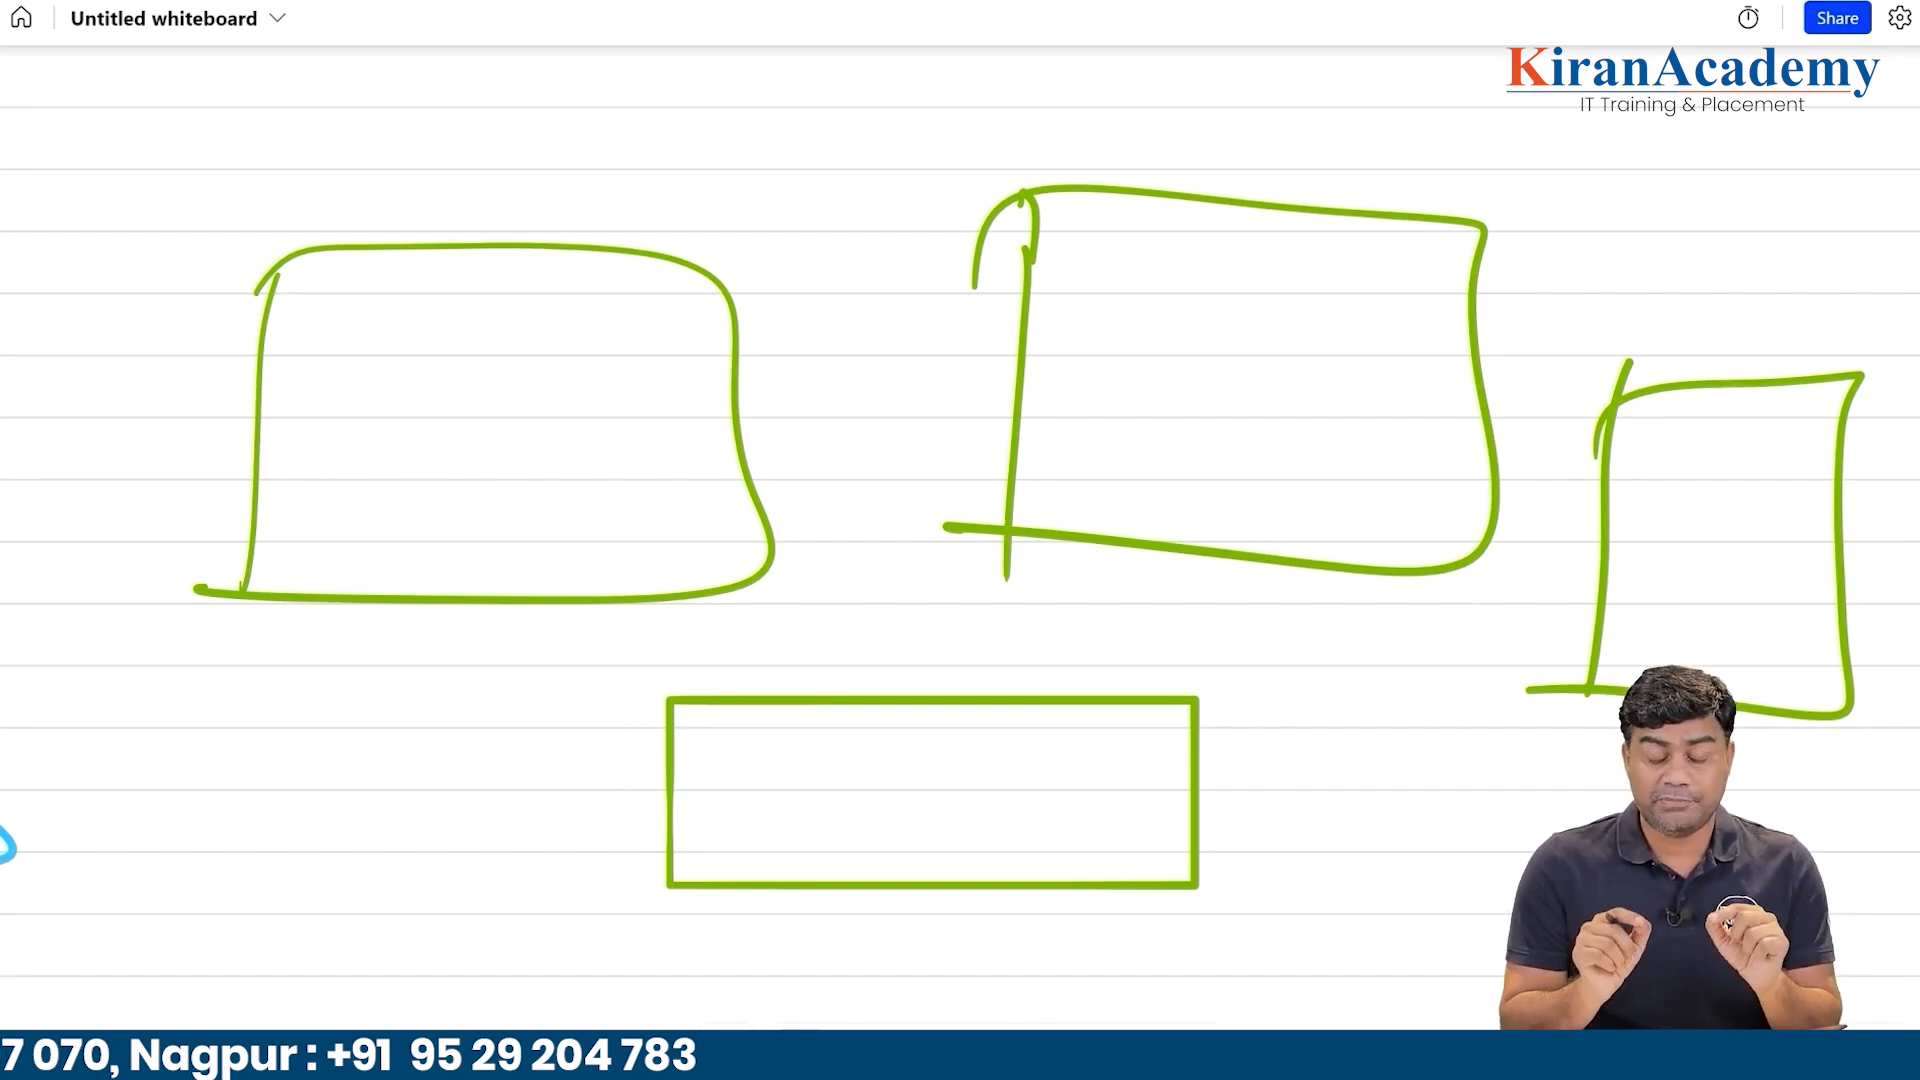 Untitled whiteboard
Share
KiranAcademy
IT Training & Placement
7 070, Nagpur : +91 95 29 204 783